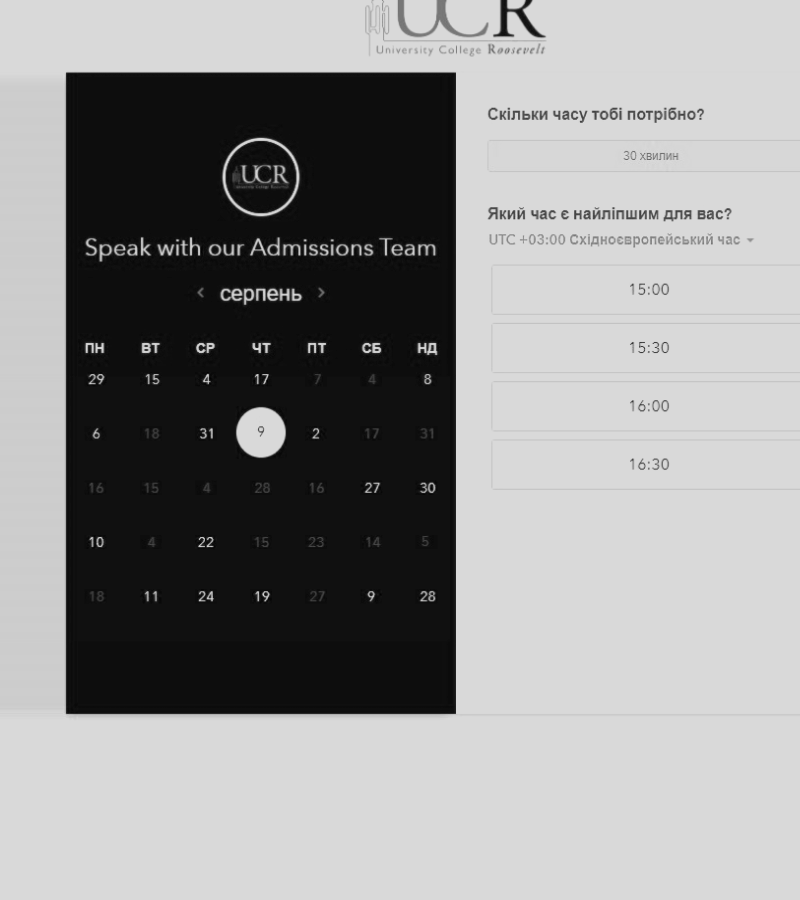 UCR
University College Roosevelt
UCR
Speak with our Admissions Team
< серпень >
ПН ВТ СР ЧТ ПТ СБ НД
29 15 4 17 7 4 8
6 18 31 9 2 17 31
16 15 4 28 16 27 30
10 4 22 15 23 14 5
18 11 24 19 27 9 28
Скільки часу тобі потрібно?
30 хвилин
Який час є найліпшим для вас?
UTC +03:00 Східноєвропейський час
15:00
15:30
16:00
16:30